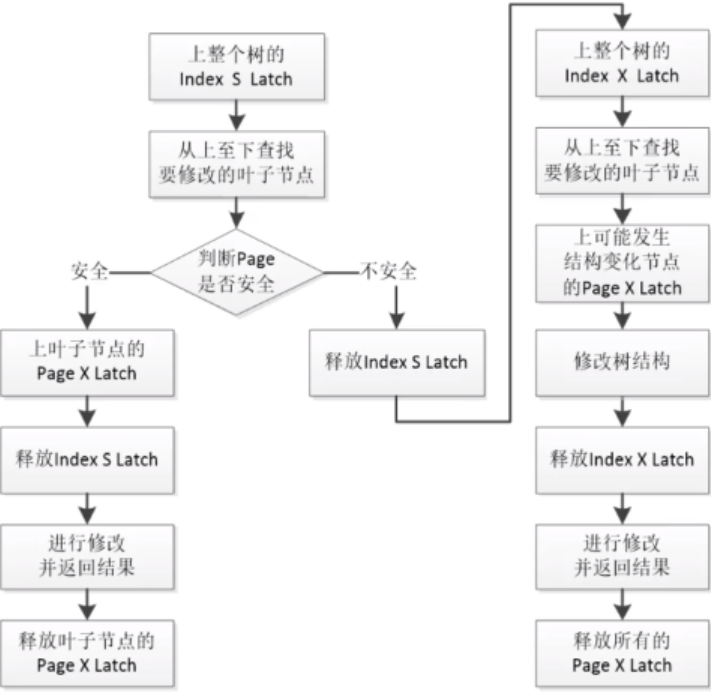 上整个树的
Index S Latch
从上至下查找
要修改的叶子节点
判断Page
是否安全
安全
不安全
上叶子节点的
Page X Latch
释放Index S Latch
进行修改
并返回结果
释放叶子节点的
Page X Latch
释放Index S Latch
上整个树的
Index X Latch
从上至下查找
要修改的叶子节点
上可能发生
结构变化节点
的Page X Latch
修改树结构
释放Index X Latch
进行修改
并返回结果
释放所有的
Page X Latch